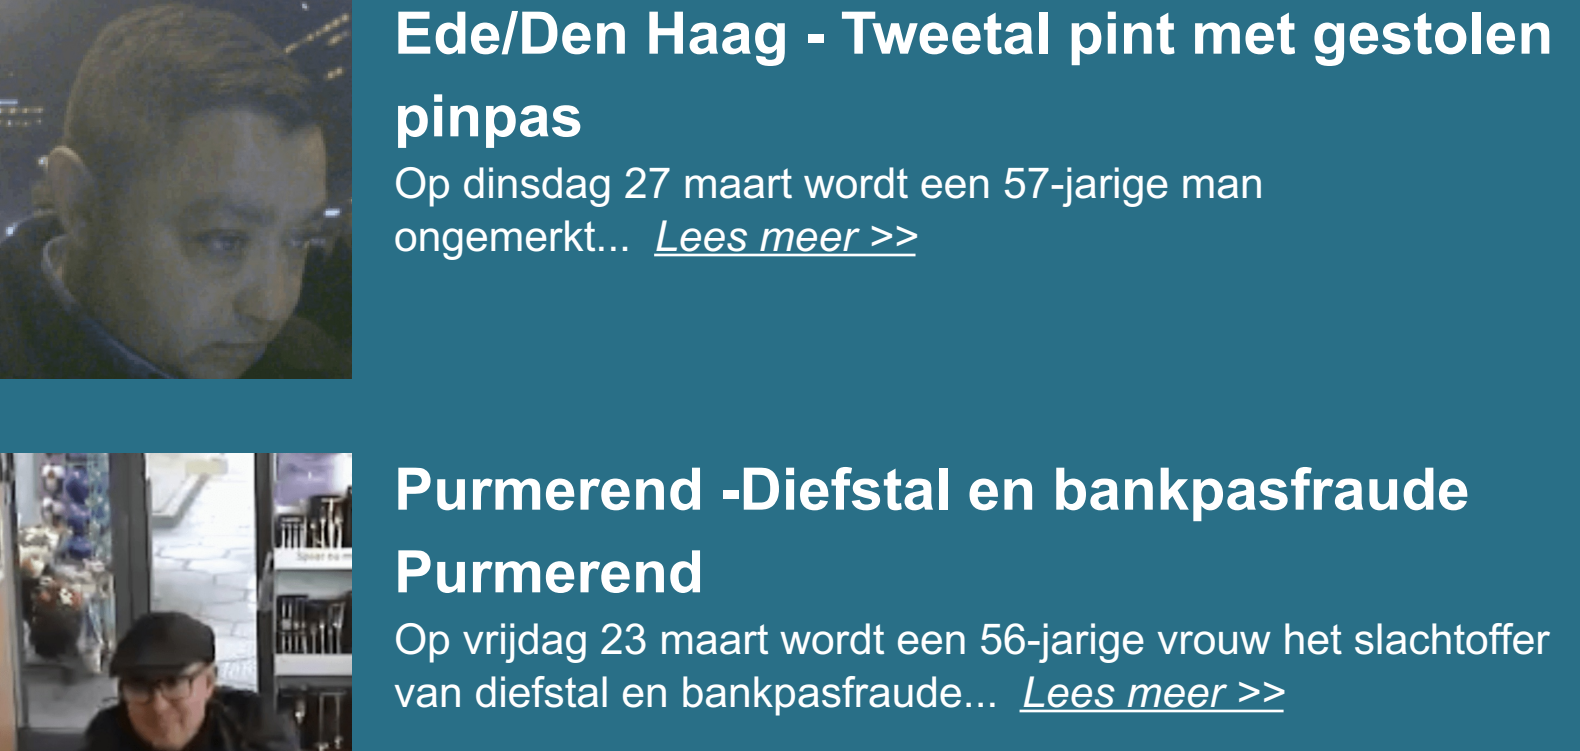 Ede/Den Haag - Tweetal pint met gestolen
pinpas
Op dinsdag 27 maart wordt een 57-jarige man
ongemerkt... Lees meer >>
Purmerend -Diefstal en bankpasfraude
Purmerend
Op vrijdag 23 maart wordt een 56-jarige vrouw het slachtoffer
van diefstal en bankpasfraude... Lees meer >>